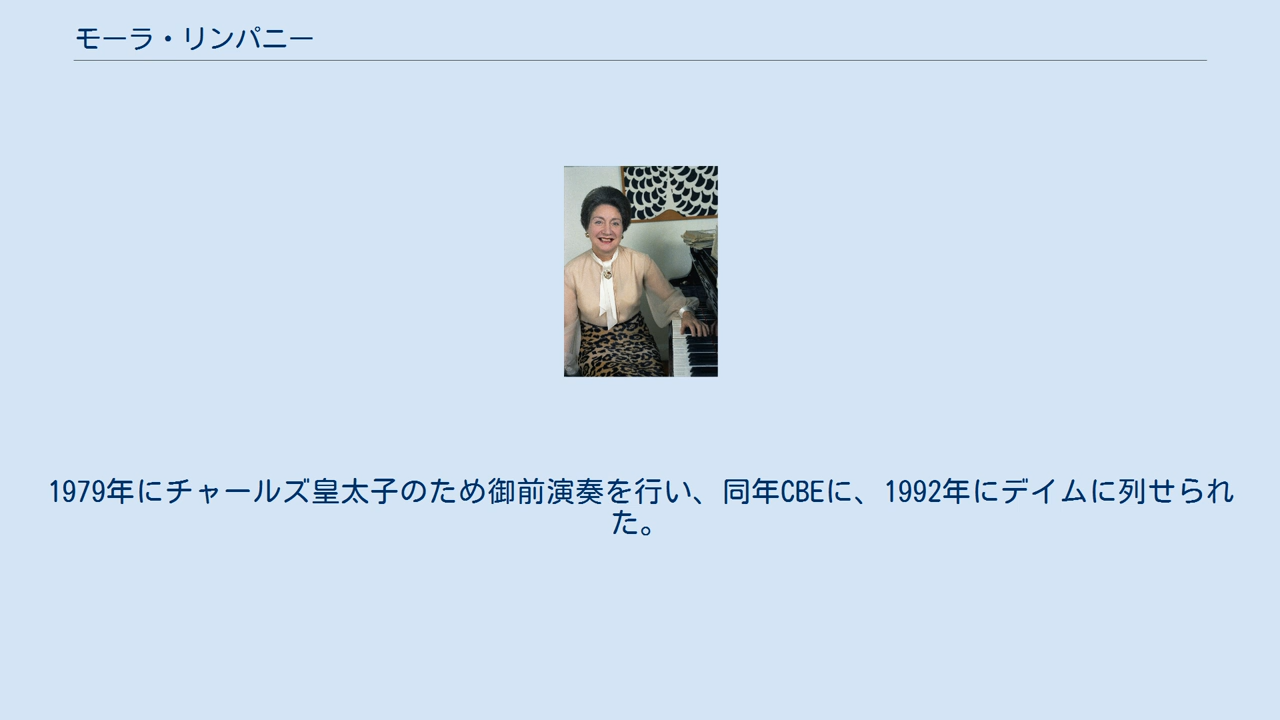 モーラ・リンパニー
1979年にチャールズ皇太子のため御前演奏を行い、同年CBEに、1992年にデイムに列せられ
た。